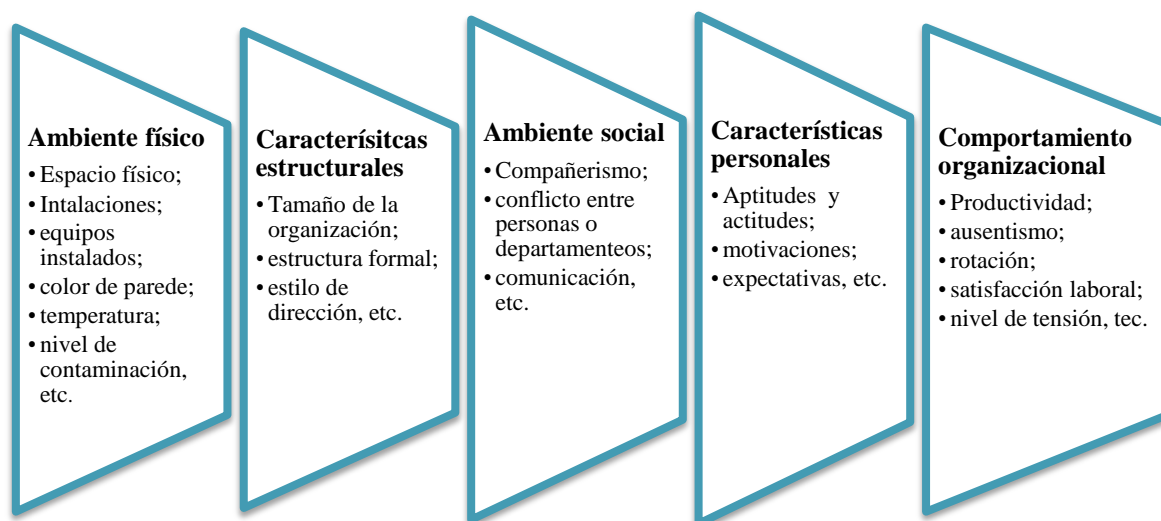 Ambiente físico
• Espacio físico;
• Intalaciones;
• equipos
instalados;
• color de parede;
• temperatura;
• nivel de
contaminación,
etc.
Caracterísitcas
estructurales
• Tamaño de la
organización;
• estructura formal;
• estilo de
dirección, etc.
Ambiente social
• Compañerismo;
• conflicto entre
personas o
departamenteos;
• comunicación,
etc.
Características
personales
• Aptitudes y
actitudes;
• motivaciones;
• expectativas, etc.
Comportamiento
organizacional
• Productividad;
• ausentismo;
• rotación;
• satisfacción laboral;
• nivel de tensión, tec.